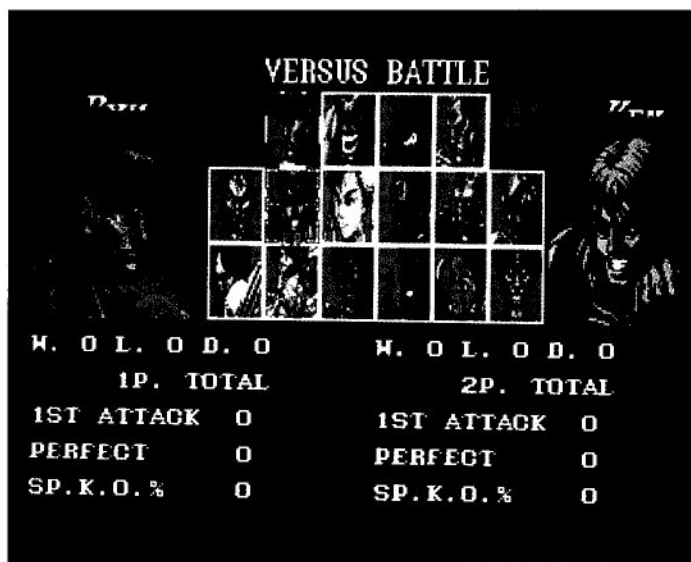 VERSUS BATTLE
W. 0 L. 0 D. 0
W. 0 L. 0 D. 0
1P. TOTAL
2P. TOTAL
1ST ATTACK 0
1ST ATTACK 0
PERFECT 0
PERFECT 0
SP.K.O.% 0
SP.K.O.% 0